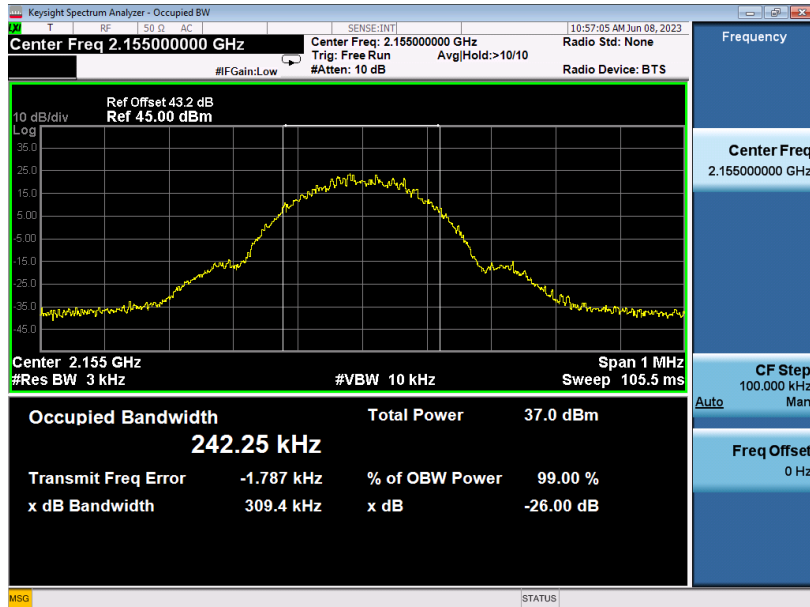 Keysight Spectrum Analyzer - Occupied BW
LXI T RF 50 Ω AC SENSE:INT 10:57:05 AM Jun 08, 2023
Center Freq 2.155000000 GHz
Center Freq: 2.155000000 GHz Radio Std: None
Trig: Free Run Avg|Hold:>10/10
#IFGain:Low #Atten: 10 dB Radio Device: BTS
Ref Offset 43.2 dB
10 dB/div Ref 45.00 dBm
Log
35.0
25.0
15.0
5.00
-5.00
-15.0
-25.0
-35.0
-45.0
Center 2.155 GHz Span 1 MHz
#Res BW 3 kHz #VBW 10 kHz Sweep 105.5 ms
Occupied Bandwidth Total Power 37.0 dBm
242.25 kHz
Transmit Freq Error -1.787 kHz % of OBW Power 99.00 %
x dB Bandwidth 309.4 kHz x dB -26.00 dB
MSG STATUS
Frequency
Center Freq
2.155000000 GHz
CF Step
100.000 kHz
Auto Man
Freq Offset
0 Hz